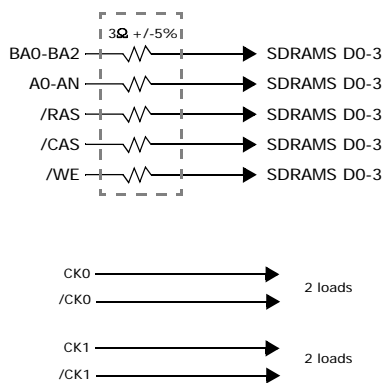 3Ω +/-5%
BA0-BA2 SDRAMS D0-3
A0-AN SDRAMS D0-3
/RAS SDRAMS D0-3
/CAS SDRAMS D0-3
/WE SDRAMS D0-3
CK0
/CK0
2 loads
CK1
/CK1
2 loads